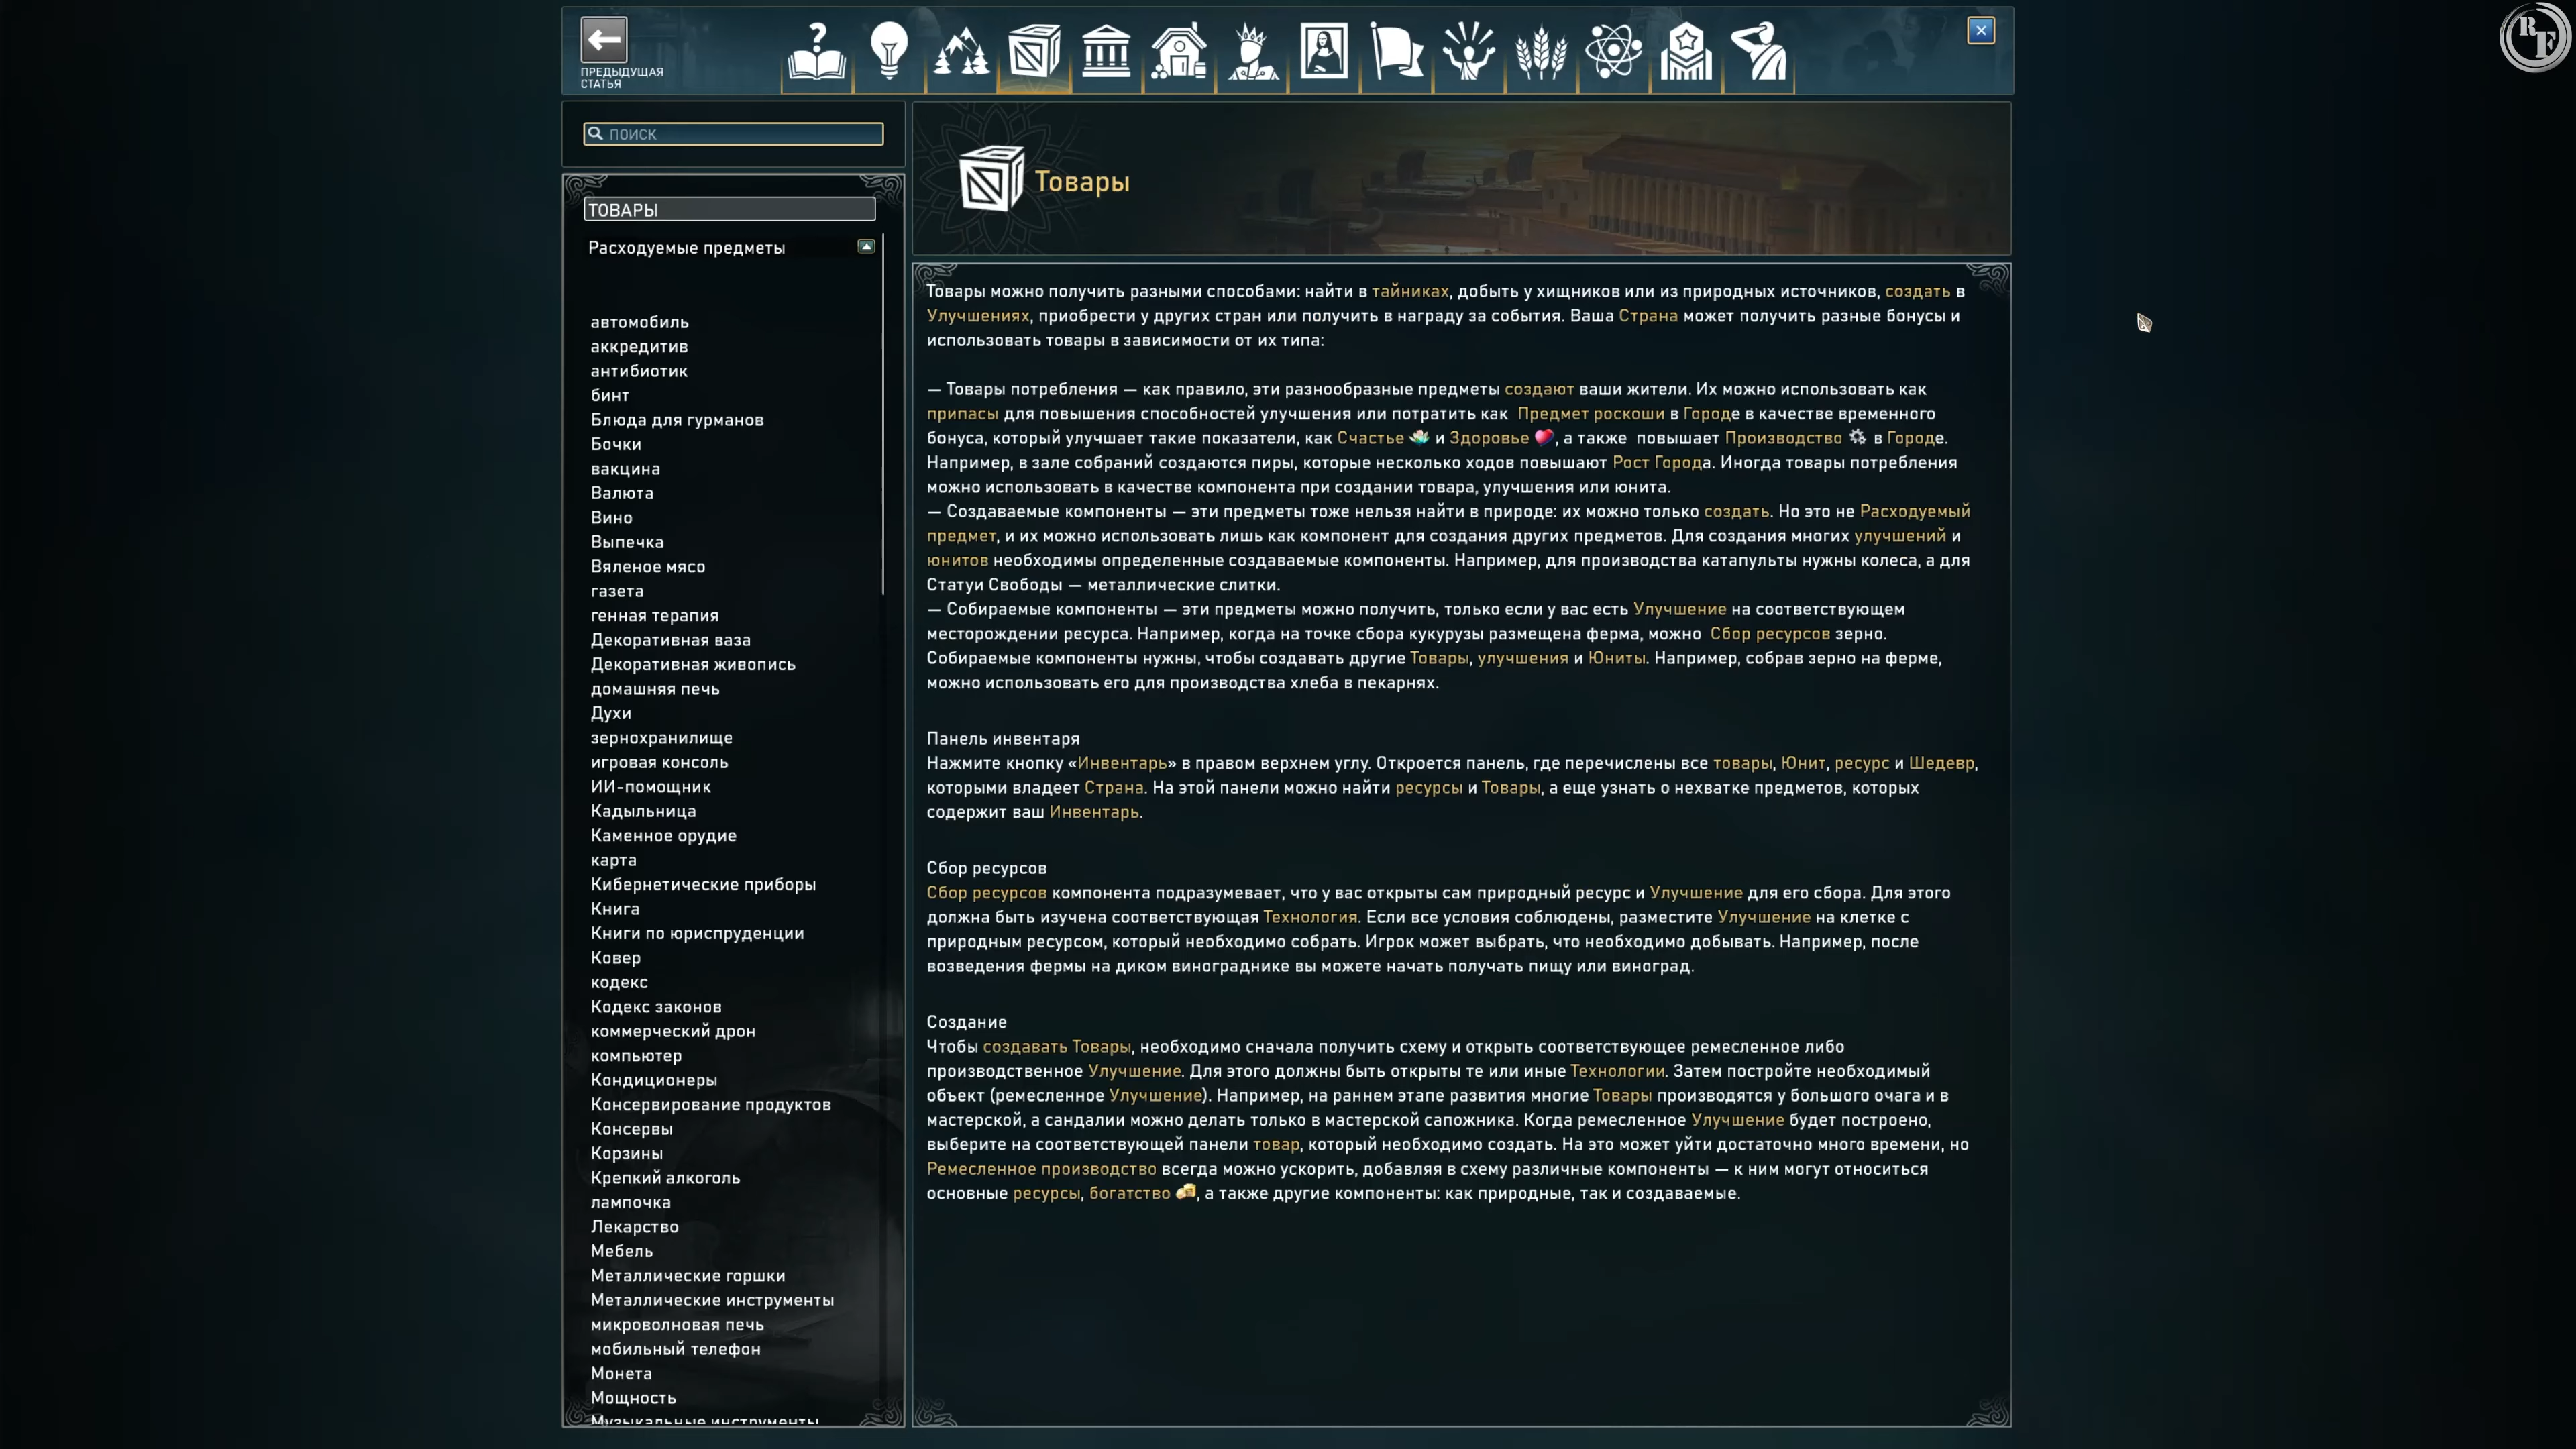 ПРЕДЫДУЩАЯ
СТАТЬЯ
ПОИСК
ТОВАРЫ
Расходуемые предметы
автомобиль
аккредитив
антибиотик
бинт
Блюда для гурманов
Бочки
вакцина
Валюта
Вино
Выпечка
Вяленое мясо
газета
генная терапия
Декоративная ваза
Декоративная живопись
домашняя печь
Духи
зернохранилище
игровая консоль
ИИ-помощник
Кадыльница
Каменное орудие
карта
Кибернетические приборы
Книга
Книги по юриспруденции
Ковер
кодекс
Кодекс законов
коммерческий дрон
компьютер
Кондиционеры
Консервирование продуктов
Консервы
Корзины
Крепкий алкоголь
лампочка
Лекарство
Мебель
Металлические горшки
Металлические инструменты
микроволновая печь
мобильный телефон
Монета
Мощность
Музыкальные инструменты
Товары
Товары можно получить разными способами: найти в тайниках, добыть у хищников или из природных источников, создать в
Улучшениях, приобрести у других стран или получить в награду за события. Ваша Страна может получить разные бонусы и
использовать товары в зависимости от их типа:
— Товары потребления — как правило, эти разнообразные предметы создают ваши жители. Их можно использовать как
припасы для повышения способностей улучшения или потратить как Предмет роскоши в Городе в качестве временного
бонуса, который улучшает такие показатели, как Счастье и Здоровье, а также повышает Производство в Городе.
Например, в зале собраний создаются пиры, которые несколько ходов повышают Рост Города. Иногда товары потребления
можно использовать в качестве компонента при создании товара, улучшения или юнита.
— Создаваемые компоненты — эти предметы тоже нельзя найти в природе: их можно только создать. Но это не Расходуемый
предмет, и их можно использовать лишь как компонент для создания других предметов. Для создания многих улучшений и
юнитов необходимы определенные создаваемые компоненты. Например, для производства катапульты нужны колеса, а для
Статуи Свободы — металлические слитки.
— Собираемые компоненты — эти предметы можно получить, только если у вас есть Улучшение на соответствующем
месторождении ресурса. Например, когда на точке сбора кукурузы размещена ферма, можно Сбор ресурсов зерно.
Собираемые компоненты нужны, чтобы создавать другие Товары, улучшения и Юниты. Например, собрав зерно на ферме,
можно использовать его для производства хлеба в пекарнях.
Панель инвентаря
Нажмите кнопку «Инвентарь» в правом верхнем углу. Откроется панель, где перечислены все товары, Юнит, ресурс и Шедевр,
которыми владеет Страна. На этой панели можно найти ресурсы и Товары, а еще узнать о нехватке предметов, которых
содержит ваш Инвентарь.
Сбор ресурсов
Сбор ресурсов компонента подразумевает, что у вас открыты сам природный ресурс и Улучшение для его сбора. Для этого
должна быть изучена соответствующая Технология. Если все условия соблюдены, разместите Улучшение на клетке с
природным ресурсом, который необходимо собрать. Игрок может выбрать, что необходимо добывать. Например, после
возведения фермы на диком винограднике вы можете начать получать пищу или виноград.
Создание
Чтобы создавать Товары, необходимо сначала получить схему и открыть соответствующее ремесленное либо
производственное Улучшение. Для этого должны быть открыты те или иные Технологии. Затем постройте необходимый
объект (ремесленное Улучшение). Например, на раннем этапе развития многие Товары производятся у большого очага и в
мастерской, а сандалии можно делать только в мастерской сапожника. Когда ремесленное Улучшение будет построено,
выберите на соответствующей панели товар, который необходимо создать. На это может уйти достаточно много времени, но
Ремесленное производство всегда можно ускорить, добавляя в схему различные компоненты — к ним могут относиться
основные ресурсы, богатство, а также другие компоненты: как природные, так и создаваемые.
RF